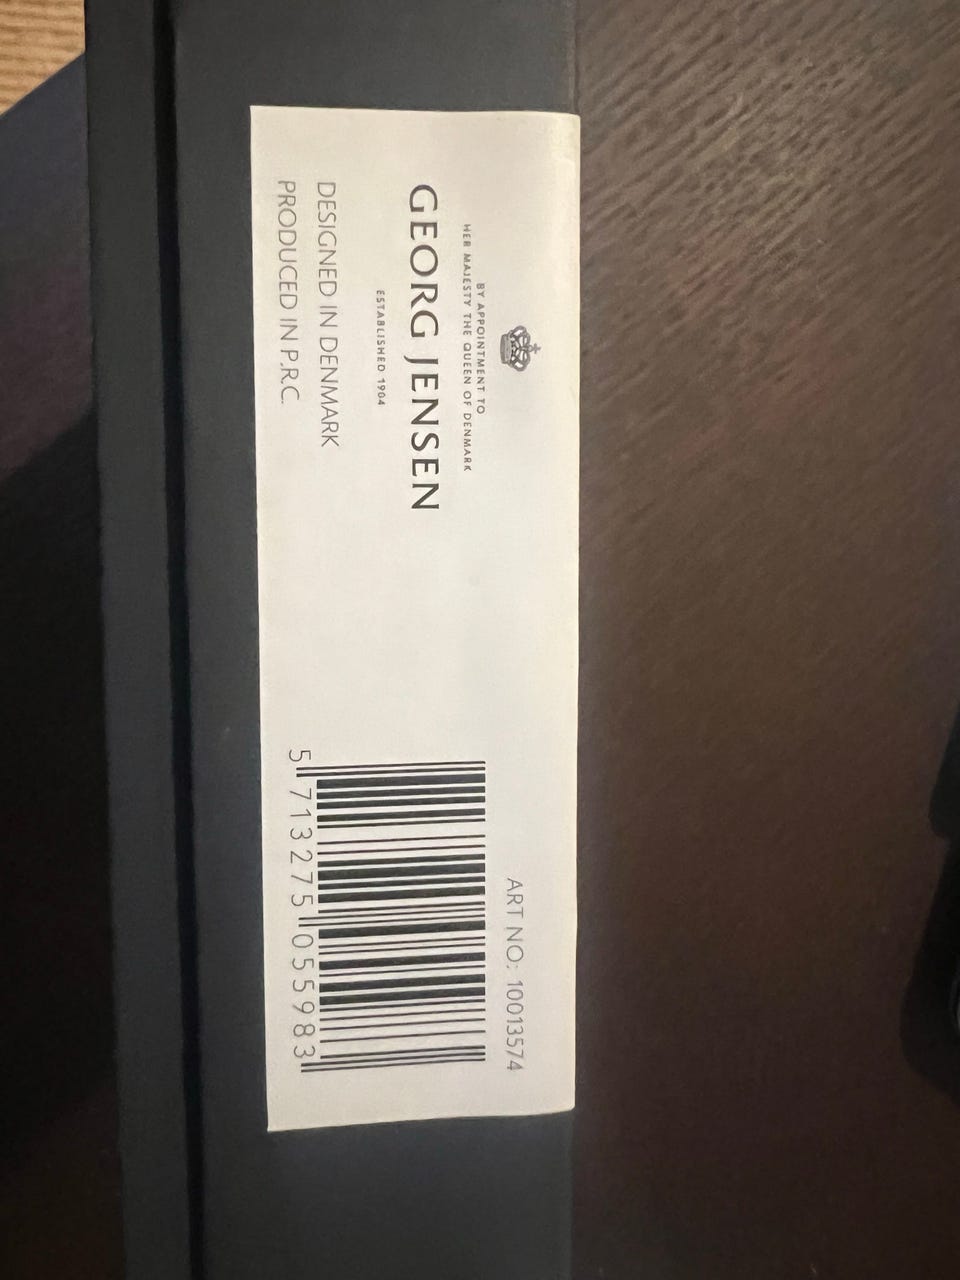 BY APPOINTMENT TO
HER MAJESTY THE QUEEN OF DENMARK
GEORG JENSEN
ESTABLISHED 1904
DESIGNED IN DENMARK
PRODUCED IN P.R.C.
ART NO: 10013574
5 713275 055983